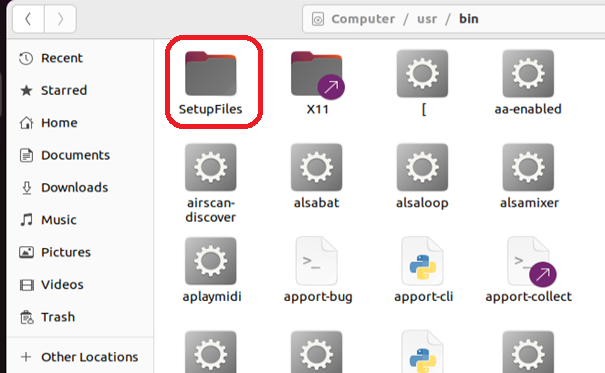 Computer / usr / bin
Recent
Starred
Home
Documents
Downloads
Music
Pictures
Videos
Trash
+ Other Locations
SetupFiles
X11
[
aa-enabled
airscan-
discover
alsabat
alsaloop
alsamixer
aplaymidi
>_
apport-bug
apport-cli
>_
apport-collect